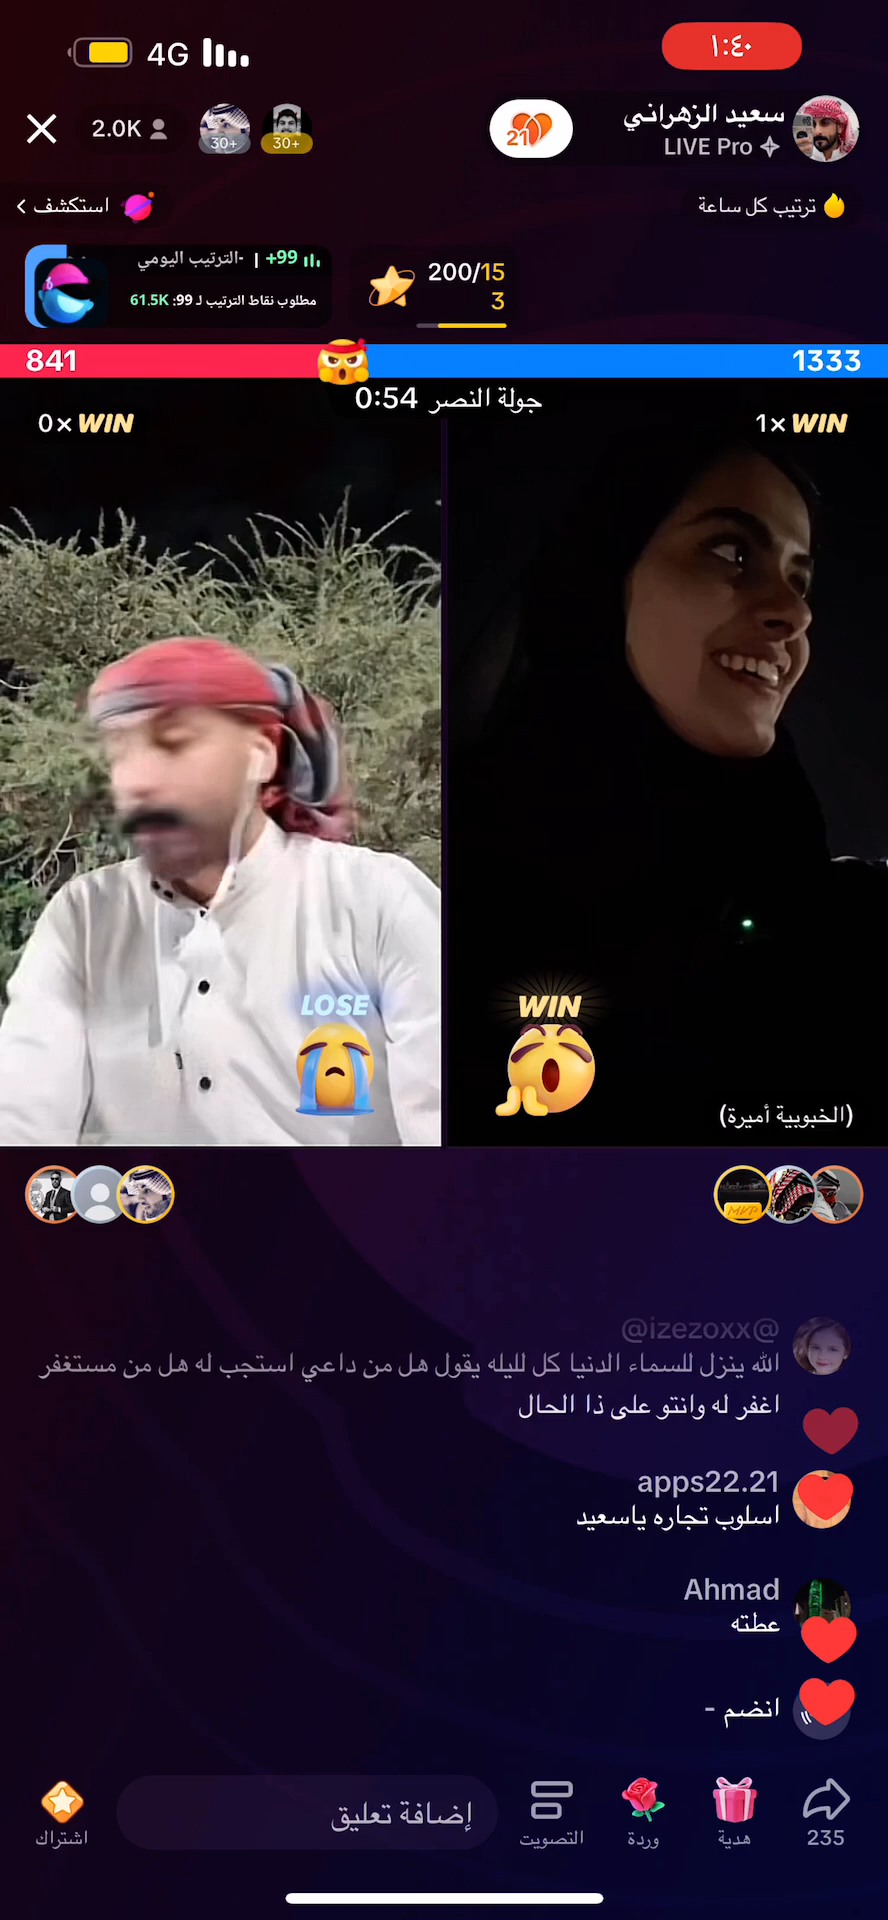 4G
١:٤٠
2.0K
30+
30+
21
سعيد الزهراني
LIVE Pro
استكشف
ترتيب كل ساعة
+99 | الترتيب اليومي-
مطلوب نقاط الترتيب لـ 99: 61.5K
200/15
3
841
1333
جولة النصر 0:54
0× WIN
1× WIN
LOSE
WIN
(الخبوبية أميرة)
MVP
@izezoxx@
الله ينزل للسماء الدنيا كل لليله يقول هل من داعي استجب له هل من مستغفر
اغفر له وانتو على ذا الحال
apps22.21
اسلوب تجاره ياسعيد
Ahmad
عطته
انضم -
إضافة تعليق
اشتراك
التصويت
وردة
هدية
235